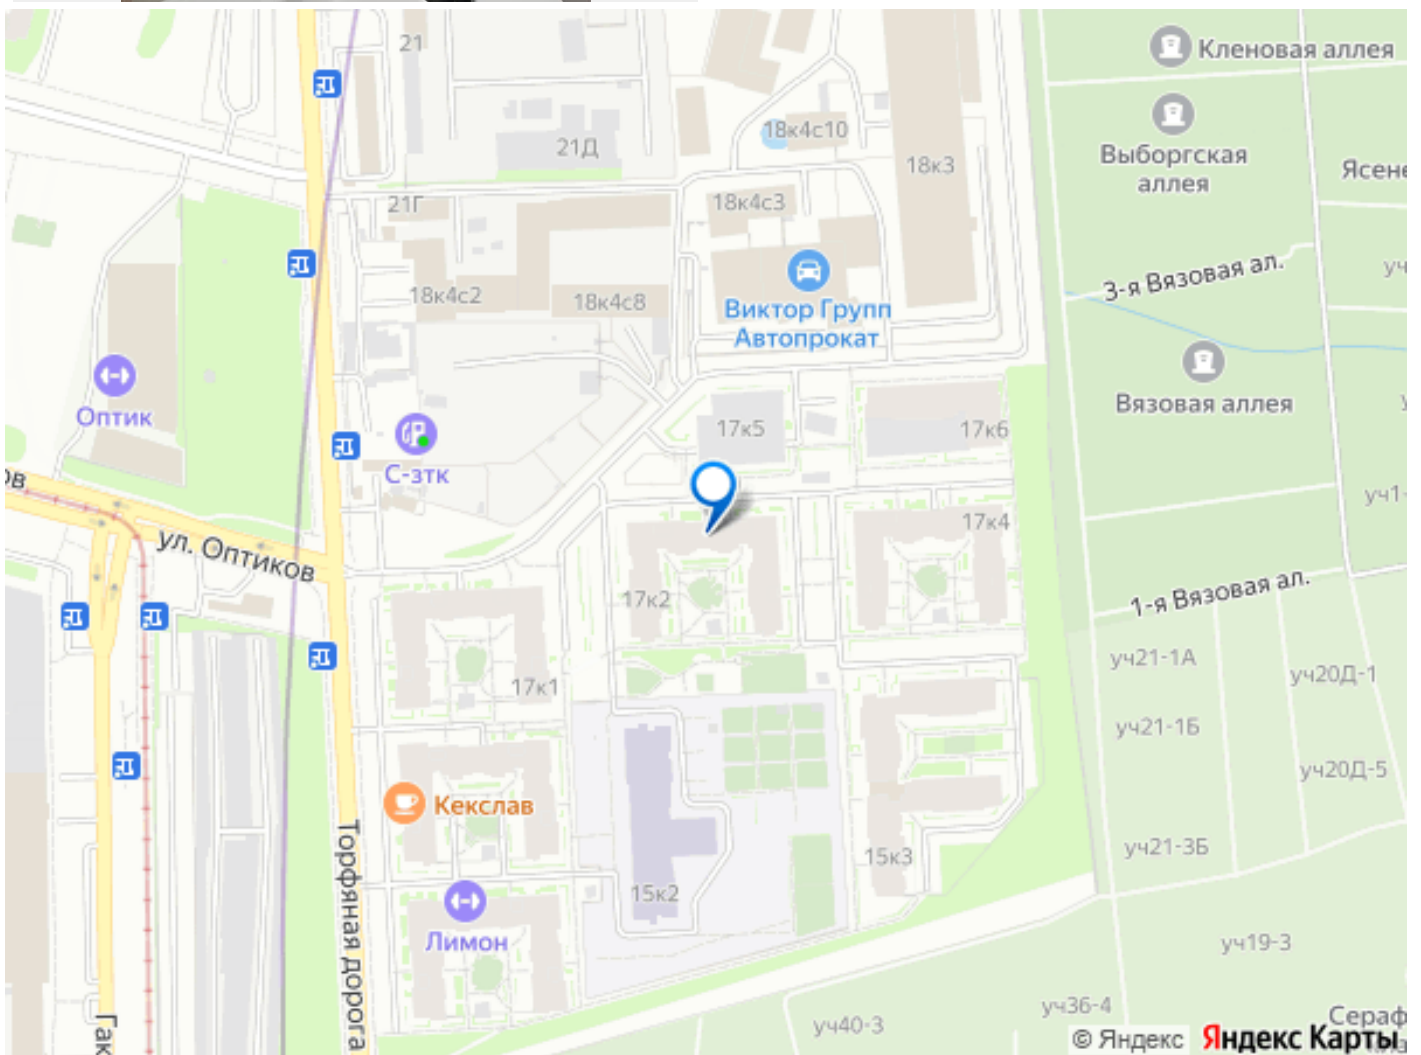 21
Кленовая аллея
18к4с10
21Д
Выборгская
аллея
18к3
21Г
18к4с3
3-я Вязовая ал.
18к4с2
18к4с8
Виктор Групп
Автопрокат
Оптик
Вязовая аллея
17к5
17к6
С-зтк
уч1-
17к4
ул. Оптиков
17к2
1-я Вязовая ал.
уч21-1А
уч20Д-1
17к1
уч21-1Б
уч20Д-5
Кекслав
Торфяная дорога
уч21-3Б
15к3
15к2
Лимон
уч19-3
уч36-4
уч40-3
Сераф
Гак
© Яндекс Яндекс Карты